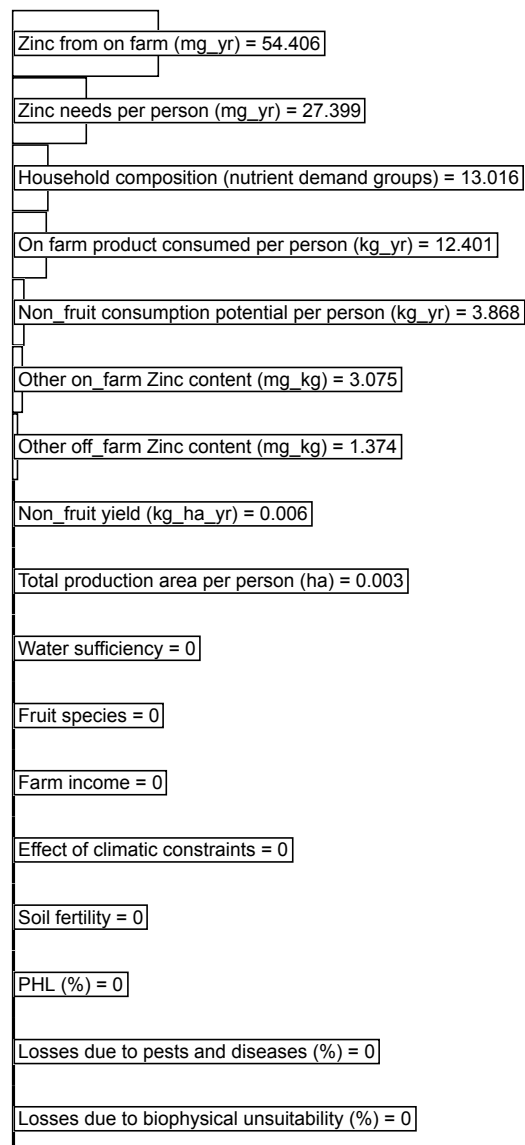 Zinc from on farm (mg_yr) = 54.406
Zinc needs per person (mg_yr) = 27.399
Household composition (nutrient demand groups) = 13.016
On farm product consumed per person (kg_yr) = 12.401
Non_fruit consumption potential per person (kg_yr) = 3.868
Other on_farm Zinc content (mg_kg) = 3.075
Other off_farm Zinc content (mg_kg) = 1.374
Non_fruit yield (kg_ha_yr) = 0.006
Total production area per person (ha) = 0.003
Water sufficiency = 0
Fruit species = 0
Farm income = 0
Effect of climatic constraints = 0
Soil fertility = 0
PHL (%) = 0
Losses due to pests and diseases (%) = 0
Losses due to biophysical unsuitability (%) = 0